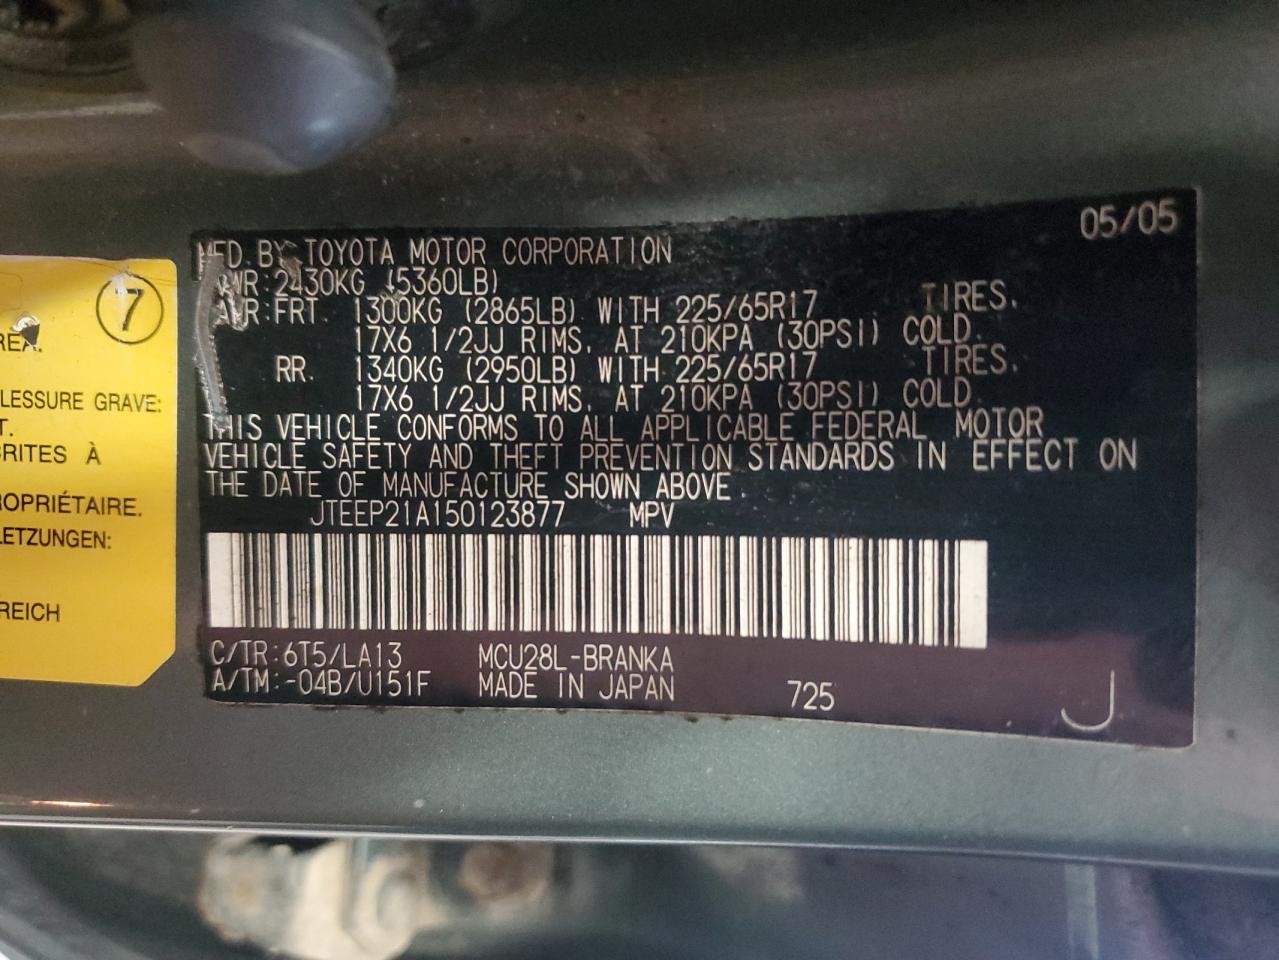 05/05
MFD. BY TOYOTA MOTOR CORPORATION
GVWR:2430KG (5360LB)
GAWR:FRT. 1300KG (2865LB) WITH 225/65R17 TIRES,
17X6 1/2JJ RIMS, AT 210KPA (30PSI) COLD.
RR. 1340KG (2950LB) WITH 225/65R17 TIRES,
17X6 1/2JJ RIMS, AT 210KPA (30PSI) COLD.
THIS VEHICLE CONFORMS TO ALL APPLICABLE FEDERAL MOTOR
VEHICLE SAFETY AND THEFT PREVENTION STANDARDS IN EFFECT ON
THE DATE OF MANUFACTURE SHOWN ABOVE
JTEEP21A150123877 MPV
C/TR:6T5/LA13 MCU28L-BRANKA
A/TM:-04B/U151F MADE IN JAPAN 725 J
7
REA.
LESSURE GRAVE:
T.
RITES À
ROPRIÉTAIRE.
LETZUNGEN:
REICH